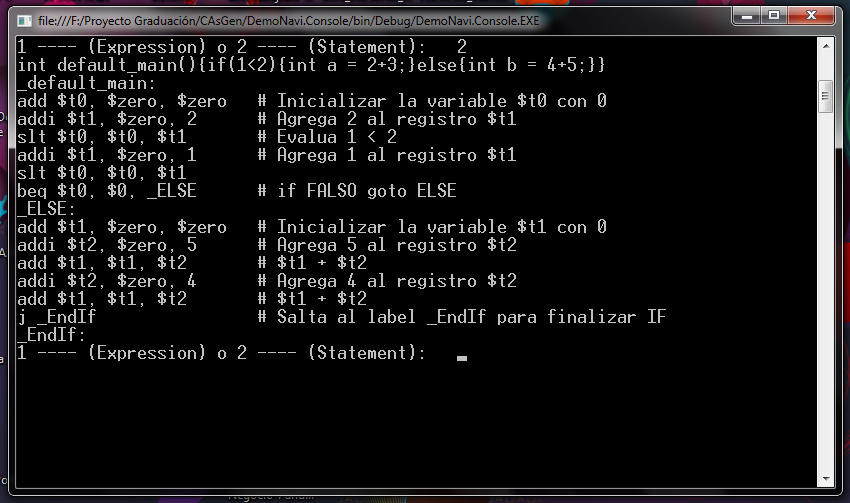 file:///F:/Proyecto Graduación/CAsGen/DemoNavi.Console/bin/Debug/DemoNavi.Console.EXE
1 ---- (Expression) o 2 ---- (Statement):   2
int default_main(){if(1<2){int a = 2+3;}else{int b = 4+5;}}
_default_main:
add $t0, $zero, $zero   # Inicializar la variable $t0 con 0
addi $t1, $zero, 2      # Agrega 2 al registro $t1
slt $t0, $t0, $t1       # Evalua 1 < 2
addi $t1, $zero, 1      # Agrega 1 al registro $t1
slt $t0, $t0, $t1
beq $t0, $0, _ELSE      # if FALSO goto ELSE
_ELSE:
add $t1, $zero, $zero   # Inicializar la variable $t1 con 0
addi $t2, $zero, 5      # Agrega 5 al registro $t2
add $t1, $t1, $t2       # $t1 + $t2
addi $t2, $zero, 4      # Agrega 4 al registro $t2
add $t1, $t1, $t2       # $t1 + $t2
j _EndIf                # Salta al label _EndIf para finalizar IF
_EndIf:
1 ---- (Expression) o 2 ---- (Statement):